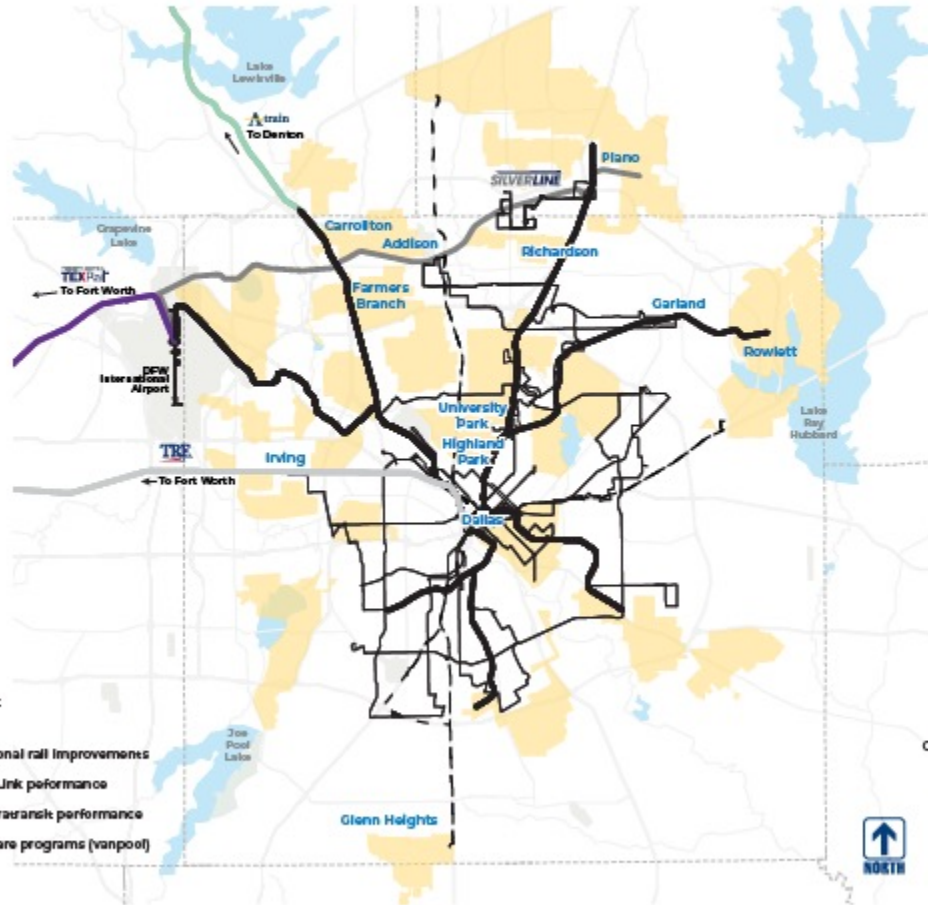 Lake
Lewisville
A train
To Denton
Plano
SILVERLINE
Grapevine
Lake
Carrollton
Addison
Richardson
TEXRail
To Fort Worth
Farmers
Branch
Garland
Rowlett
DFW
International
Airport
University
Park
Highland
Park
Lake
Ray
Hubbard
TRE
Irving
To Fort Worth
Dallas
Joe
Pool
Lake
onal rail improvements
Link peformance
ratransit performance
are programs (vanpool)
Glenn Heights
NORTH